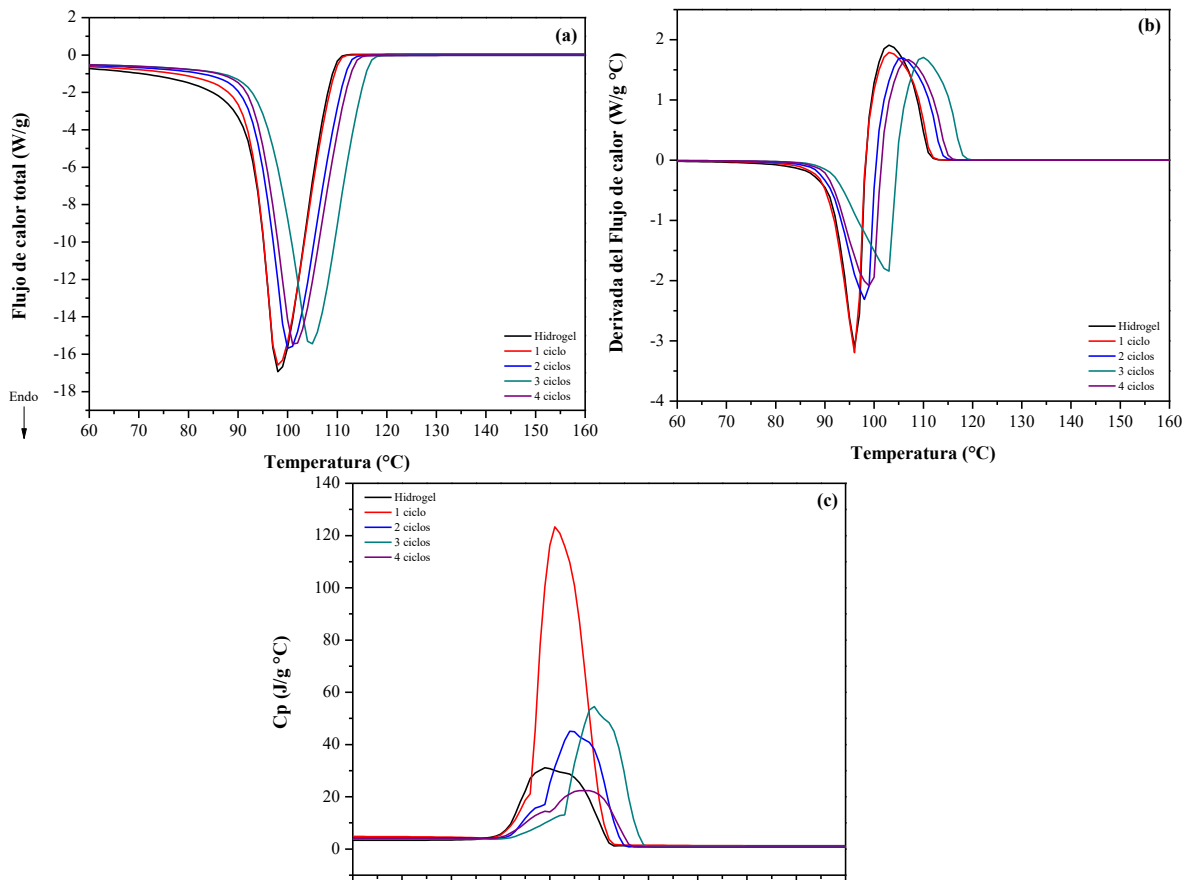 (a)
Flujo de calor total (W/g)
2
0
-2
-4
-6
-8
-10
-12
-14
-16
-18
Endo
Hidrogel
1 ciclo
2 ciclos
3 ciclos
4 ciclos
60 70 80 90 100 110 120 130 140 150 160
Temperatura (°C)
(b)
Derivada del Flujo de calor (W/g °C)
2
1
0
-1
-2
-3
-4
Hidrogel
1 ciclo
2 ciclos
3 ciclos
4 ciclos
60 70 80 90 100 110 120 130 140 150 160
Temperatura (°C)
(c)
Cp (J/g °C)
140
120
100
80
60
40
20
0
Hidrogel
1 ciclo
2 ciclos
3 ciclos
4 ciclos